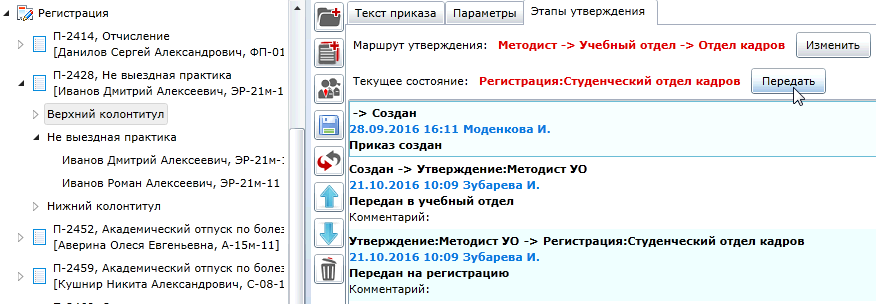 Регистрация
П-2414, Отчисление
[Данилов Сергей Александрович, ФП-01
П-2428, Не выездная практика
[Иванов Дмитрий Алексеевич, ЭР-21м-1
Верхний колонтитул
Не выездная практика
Иванов Дмитрий Алексеевич, ЭР-21м-1
Иванов Роман Алексеевич, ЭР-21м-11
Нижний колонтитул
П-2452, Академический отпуск по болез
[Аверина Олеся Евгеньевна, А-15м-11]
П-2459, Академический отпуск по болез
[Кушнир Никита Александрович, С-08-1
Текст приказа
Параметры
Этапы утверждения
Маршрут утверждения: Методист -> Учебный отдел -> Отдел кадров Изменить
Текущее состояние: Регистрация:Студенческий отдел кадров Передать
-> Создан
28.09.2016 16:11 Моденкова И.
Приказ создан
Создан -> Утверждение:Методист УО
21.10.2016 10:09 Зубарева И.
Передан в учебный отдел
Комментарий:
Утверждение:Методист УО -> Регистрация:Студенческий отдел кадров
21.10.2016 10:09 Зубарева И.
Передан на регистрацию
Комментарий: